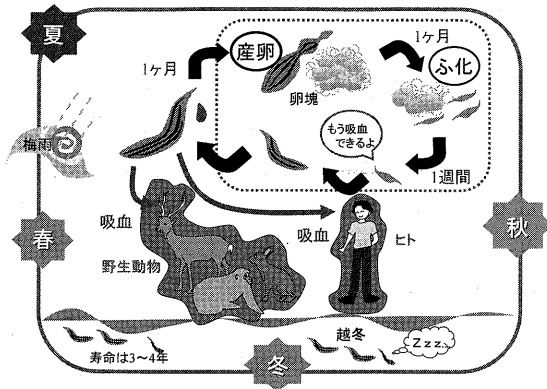 夏
1ヶ月
産卵
卵塊
1ヶ月
ふ化
もう吸血
できるよ
1週間
梅雨
春
吸血
野生動物
吸血
ヒト
秋
寿命は3～4年
越冬
Zzz..
冬